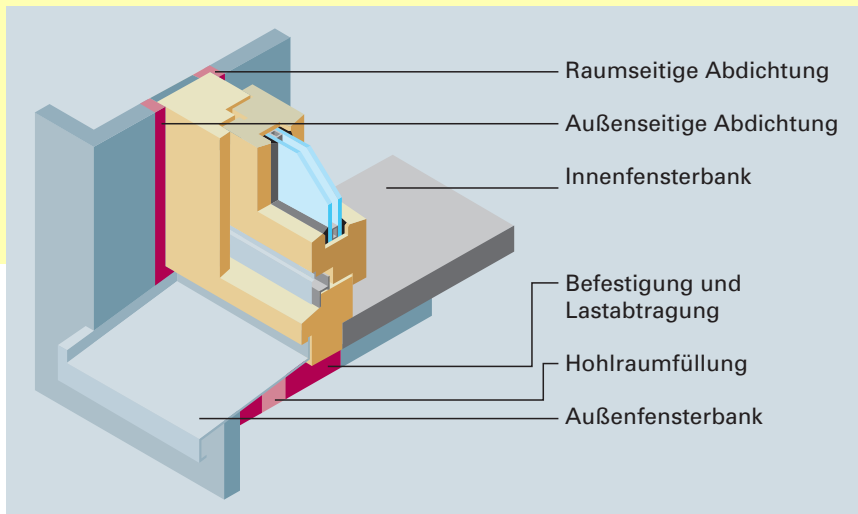 Raumseitige Abdichtung
Außenseitige Abdichtung
Innenfensterbank
Befestigung und
Lastabtragung
Hohlraumfüllung
Außenfensterbank